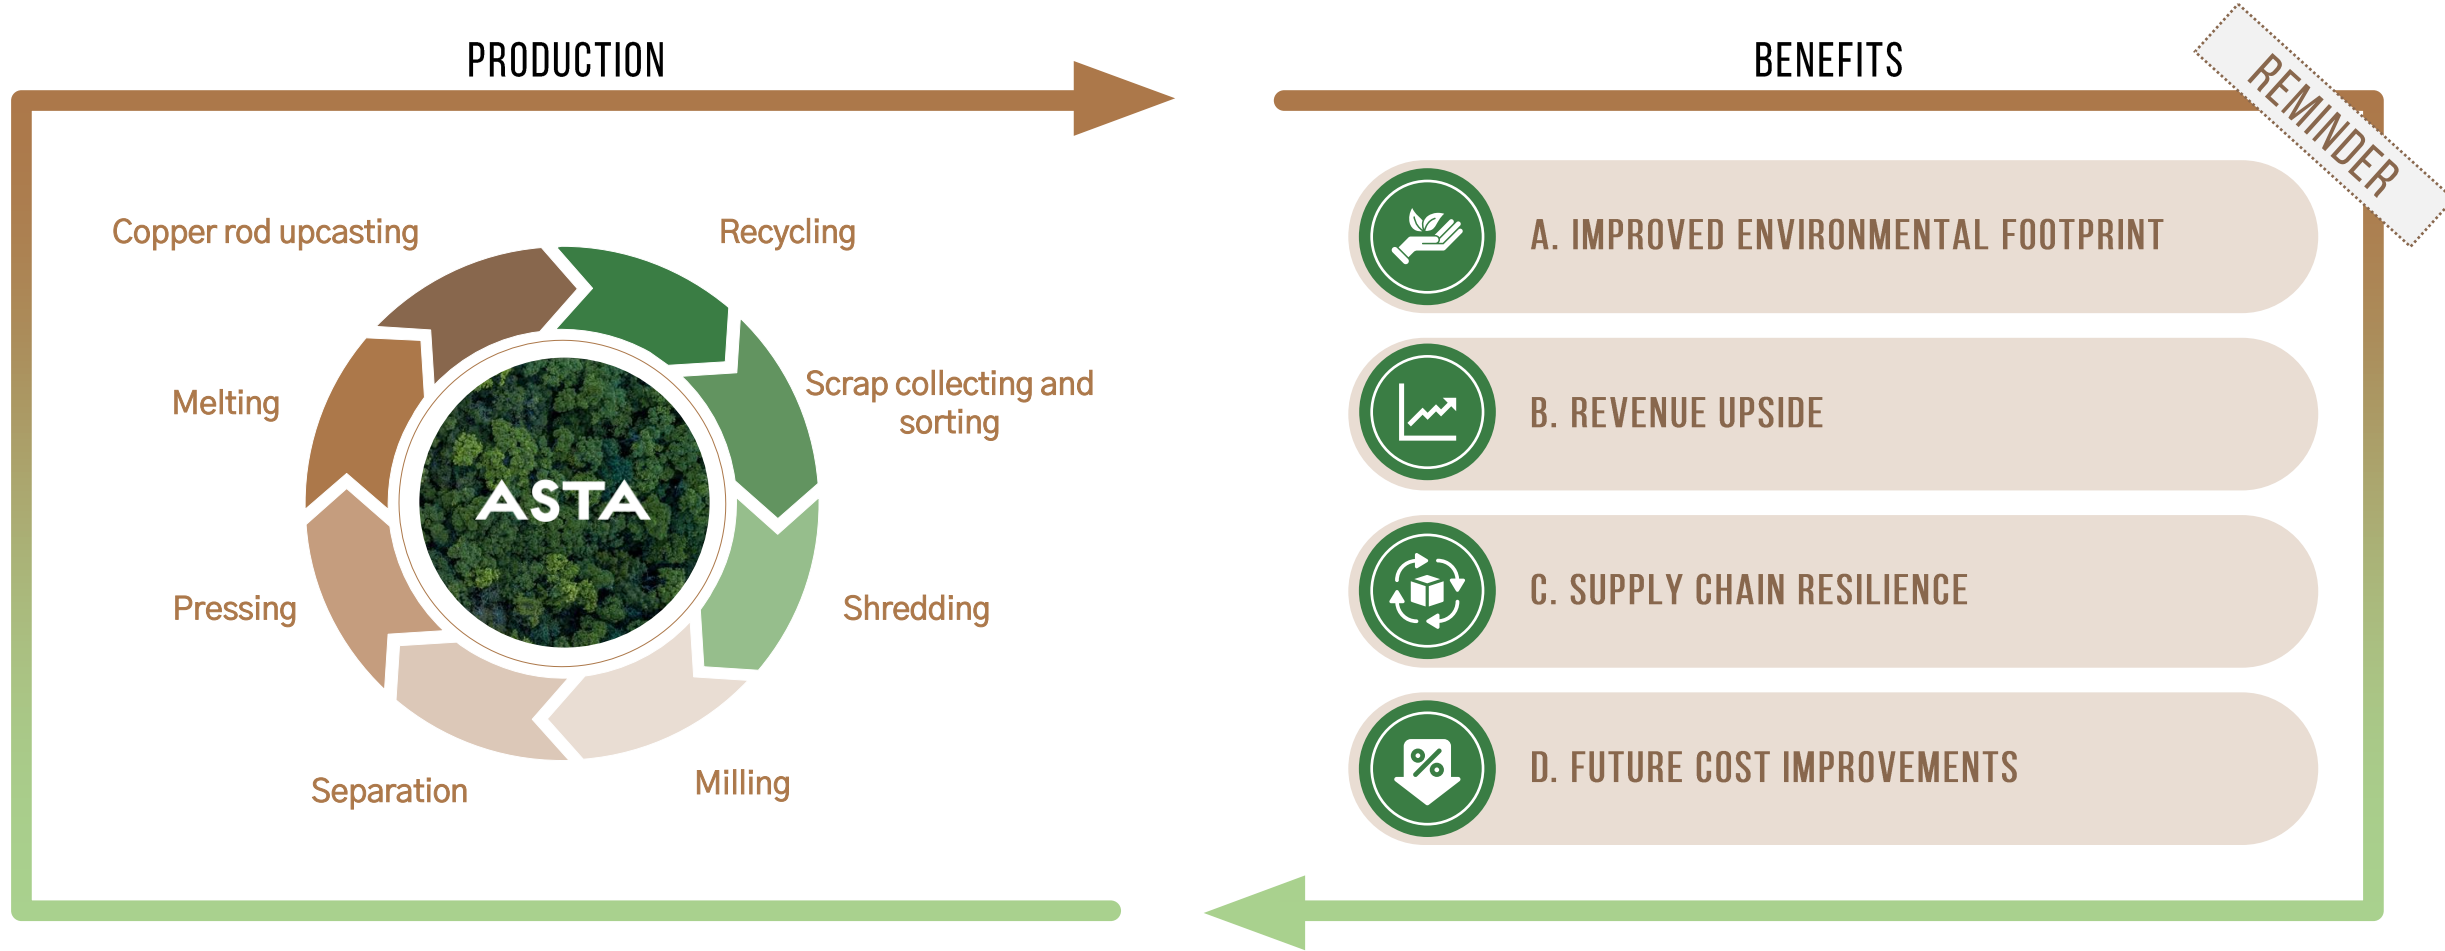 PRODUCTION
Copper rod upcasting
Recycling
Scrap collecting and
sorting
Melting
ASTA
Pressing
Shredding
Separation
Milling
BENEFITS
REMINDER
A. IMPROVED ENVIRONMENTAL FOOTPRINT
B. REVENUE UPSIDE
C. SUPPLY CHAIN RESILIENCE
%
D. FUTURE COST IMPROVEMENTS